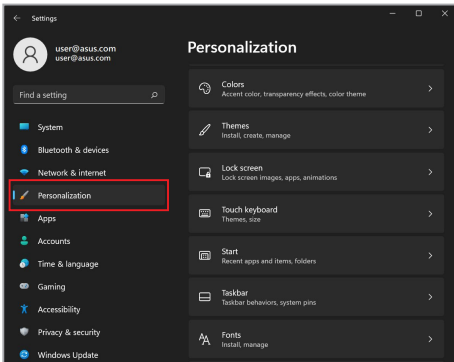 Settings
user@asus.com
user@asus.com
Find a setting
System
Bluetooth & devices
Network & internet
Personalization
Apps
Accounts
Time & language
Gaming
Accessibility
Privacy & security
Windows Update
Personalization
Colors
Accent color, transparency effects, color theme
Themes
Install, create, manage
Lock screen
Lock screen images, apps, animations
Touch keyboard
Themes, size
Start
Recent apps and items, folders
Taskbar
Taskbar behaviors, system pins
Fonts
Install, manage